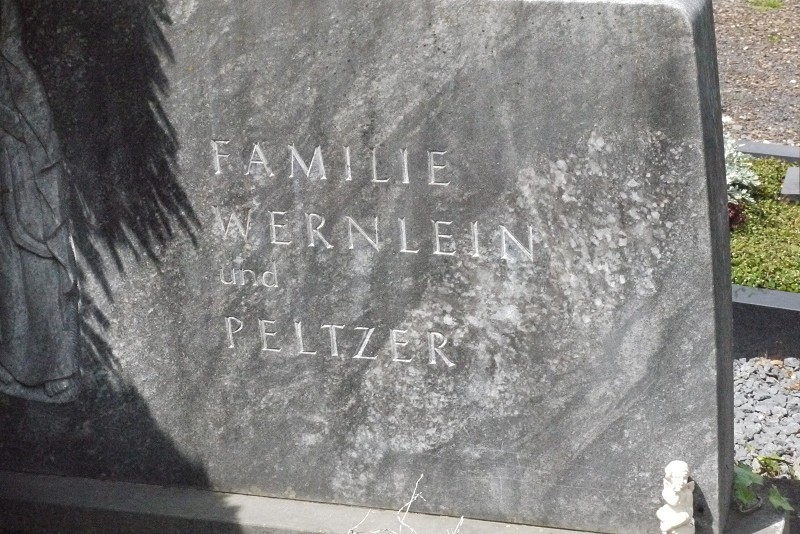 FAMILIE
WERNLEIN
und
PELTZER